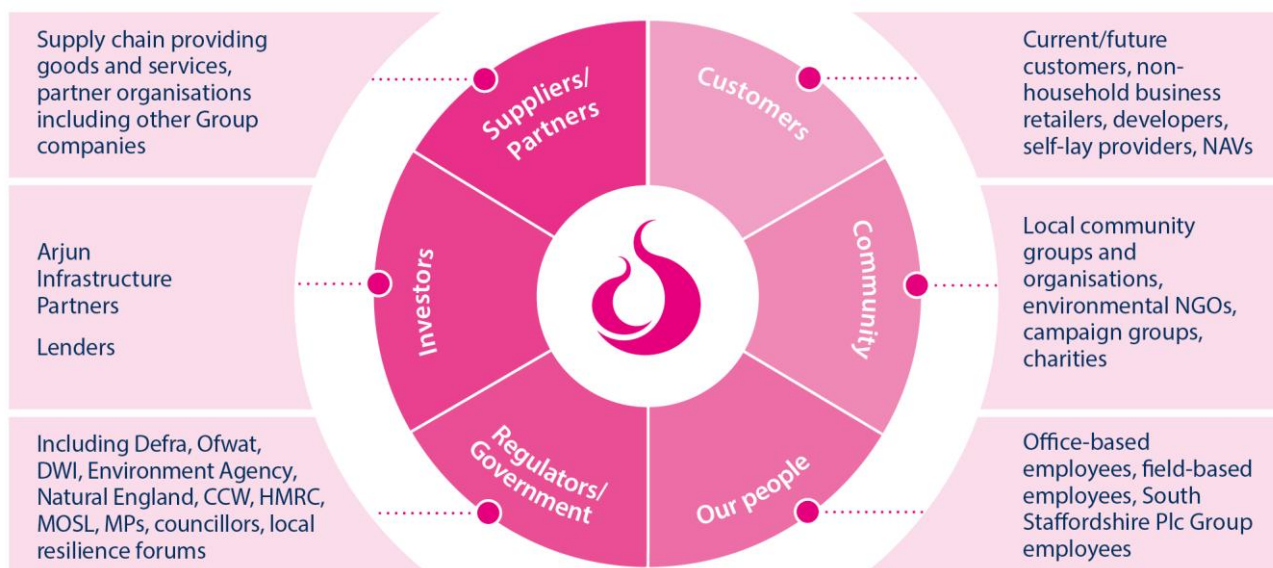 Supply chain providing
goods and services,
partner organisations
including other Group
companies
Arjun
Infrastructure
Partners
Lenders
Including Defra, Ofwat,
DWI, Environment Agency,
Natural England, CCW, HMRC,
MOSL, MPs, councillors, local
resilience forums
Suppliers/
Partners
Customers
Investors
Community
Regulators/
Government
Our people
Current/future
customers, non-
household business
retailers, developers,
self-lay providers, NAVs
Local community
groups and
organisations,
environmental NGOs,
campaign groups,
charities
Office-based
employees, field-based
employees, South
Staffordshire Plc Group
employees